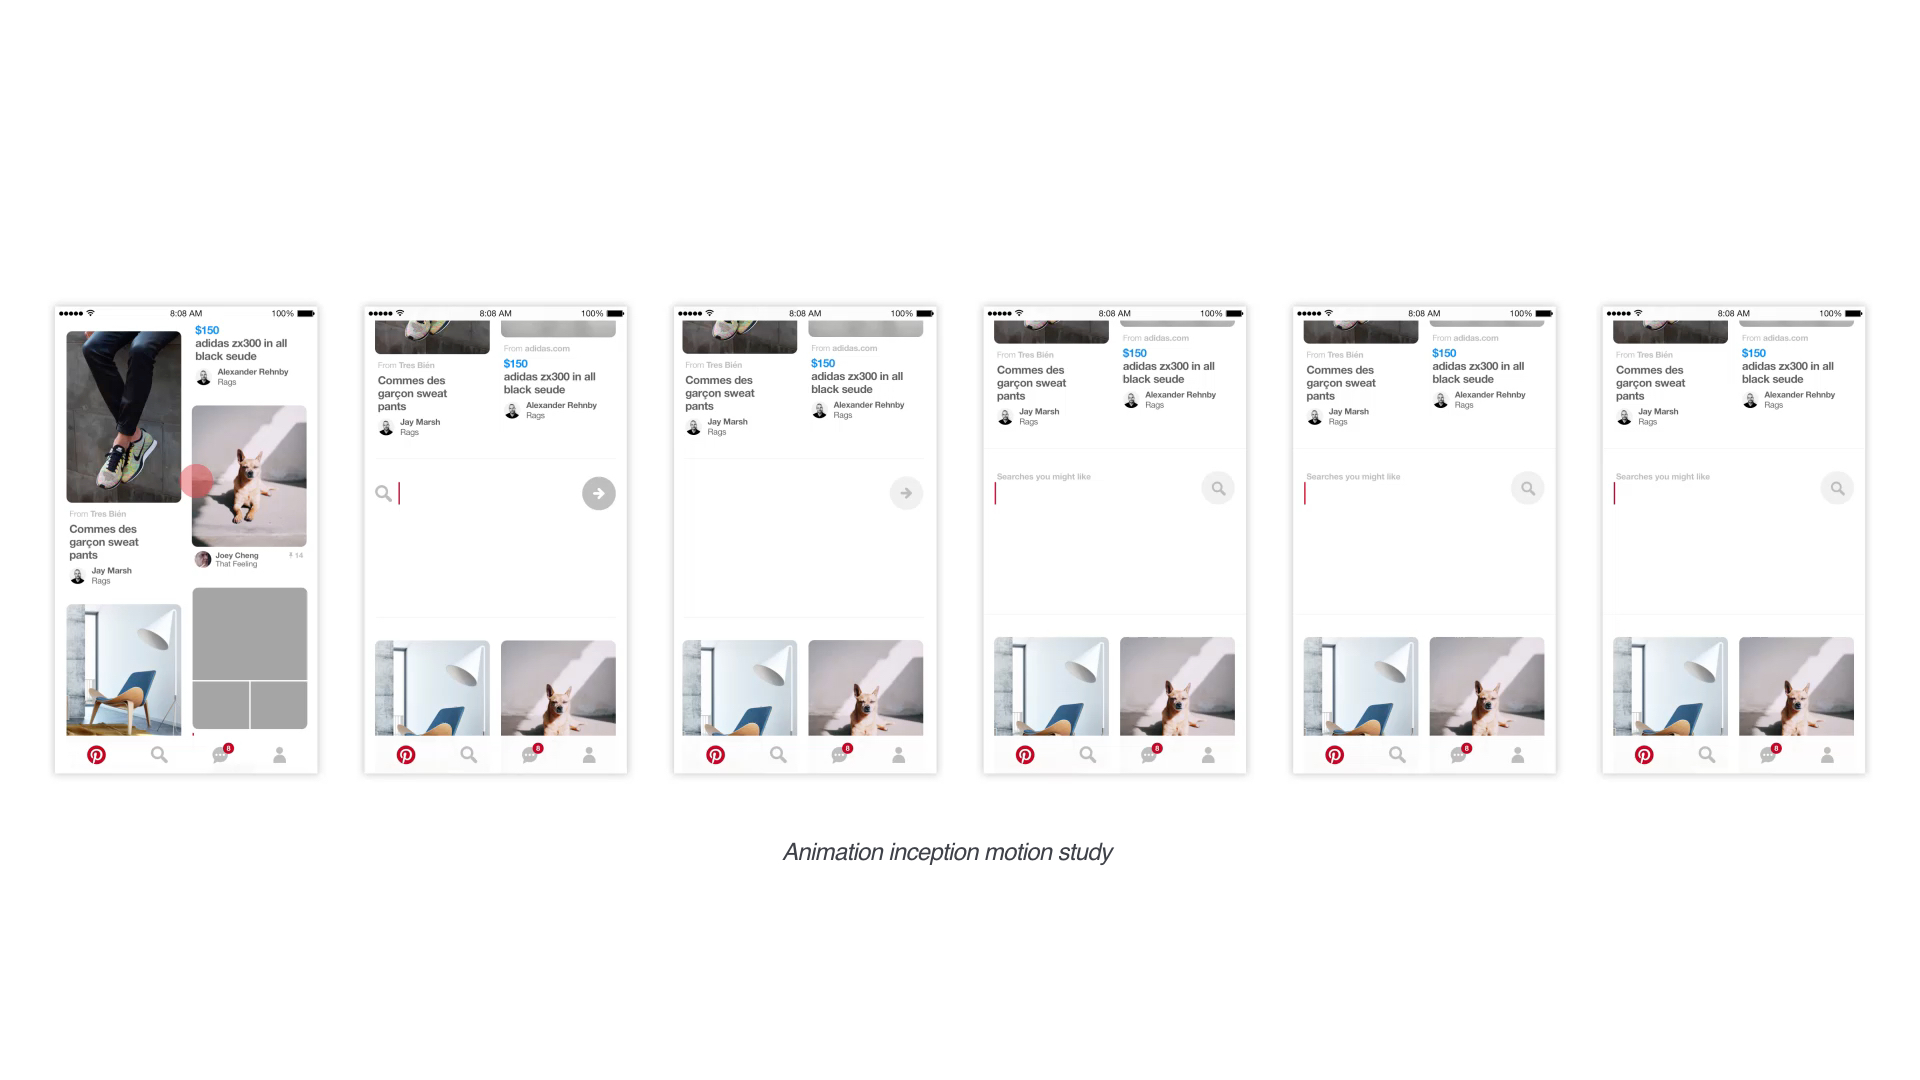 8:08 AM
100%
$150
adidas zx300 in all
black seude
Alexander Rehnby
Rags
From Tres Bién
Commes des
garçon sweat
pants
Jay Marsh
Rags
Joey Cheng
14
That Feeling
8
8:08 AM
100%
From Tres Bién
Commes des
garçon sweat
pants
Jay Marsh
Rags
From adidas.com
$150
adidas zx300 in all
black seude
Alexander Rehnby
Rags
8
8:08 AM
100%
From Tres Bién
Commes des
garçon sweat
pants
Jay Marsh
Rags
From adidas.com
$150
adidas zx300 in all
black seude
Alexander Rehnby
Rags
8
8:08 AM
100%
From Tres Bién
Commes des
garçon sweat
pants
Jay Marsh
Rags
From adidas.com
$150
adidas zx300 in all
black seude
Alexander Rehnby
Rags
Searches you might like
8
8:08 AM
100%
From Tres Bién
Commes des
garçon sweat
pants
Jay Marsh
Rags
From adidas.com
$150
adidas zx300 in all
black seude
Alexander Rehnby
Rags
Searches you might like
8
8:08 AM
100%
From Tres Bién
Commes des
garçon sweat
pants
Jay Marsh
Rags
From adidas.com
$150
adidas zx300 in all
black seude
Alexander Rehnby
Rags
Searches you might like
8
Animation inception motion study